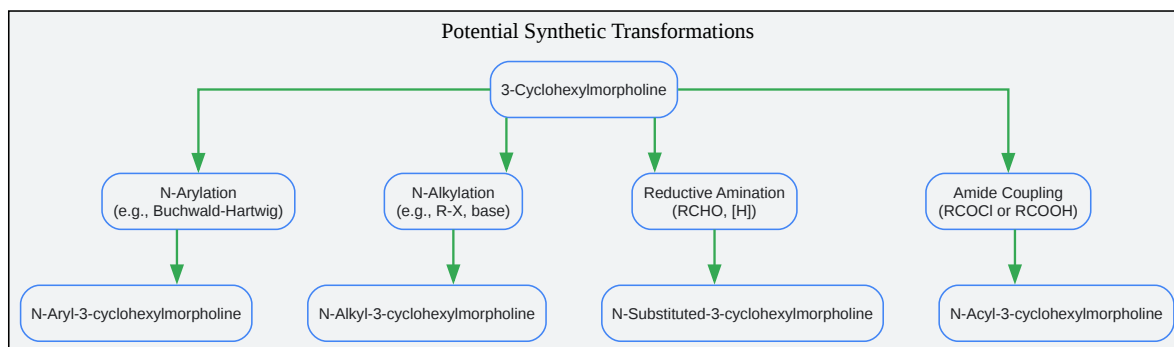 Potential Synthetic Transformations
3-Cyclohexylmorpholine
N-Arylation
(e.g., Buchwald-Hartwig)
N-Alkylation
(e.g., R-X, base)
Reductive Amination
(RCHO, [H])
Amide Coupling
(RCOCl or RCOOH)
N-Aryl-3-cyclohexylmorpholine
N-Alkyl-3-cyclohexylmorpholine
N-Substituted-3-cyclohexylmorpholine
N-Acyl-3-cyclohexylmorpholine